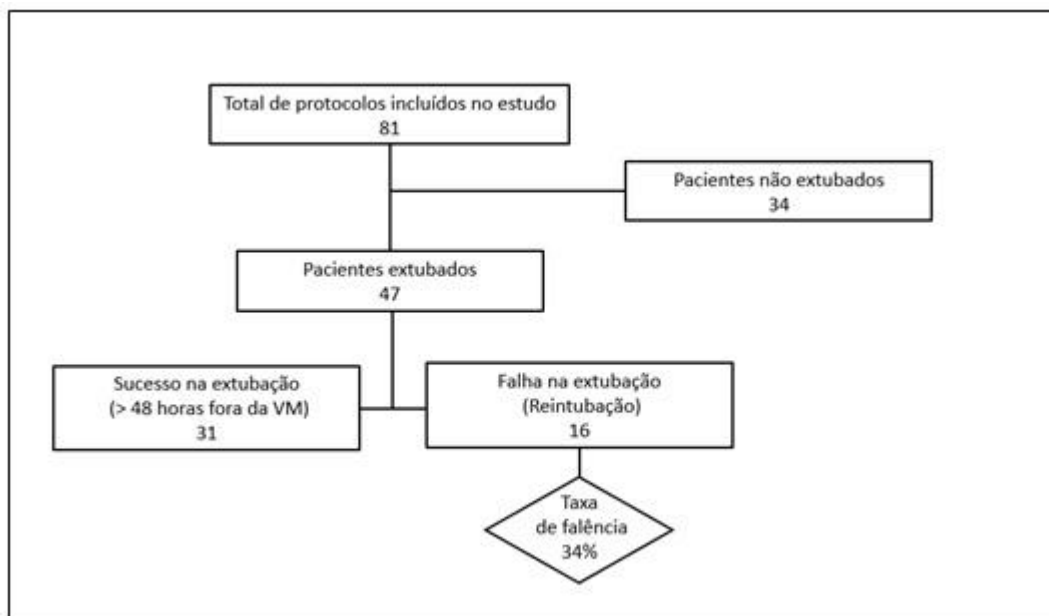 Total de protocolos incluídos no estudo
81
Pacientes não extubados
34
Pacientes extubados
47
Sucesso na extubação
(> 48 horas fora da VM)
31
Falha na extubação
(Reintubação)
16
Taxa
de falência
34%